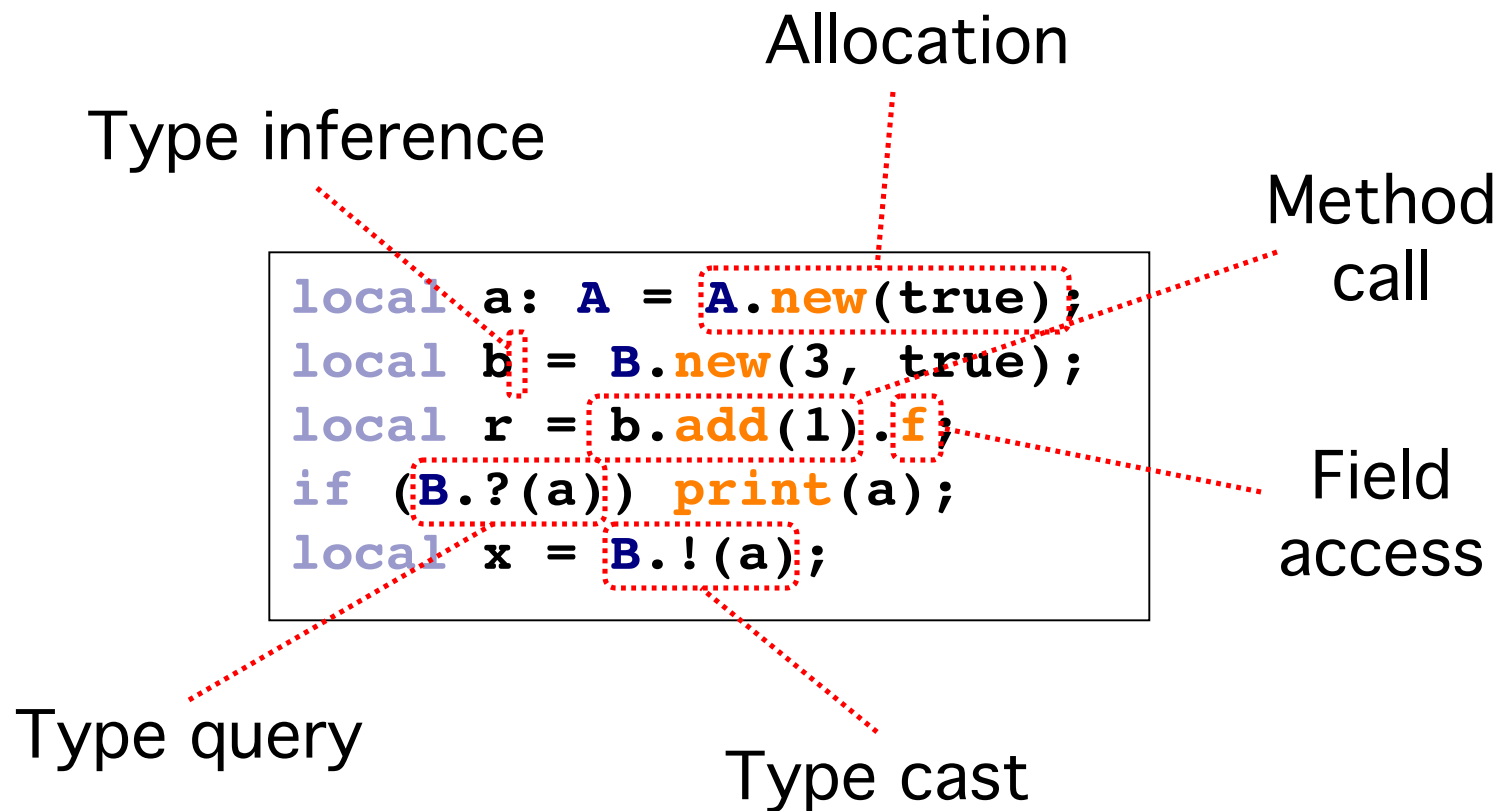 Allocation
Type inference
Method
call
local a: A = A.new(true);
local b = B.new(3, true);
local r = b.add(1).f;
if (B.?(a)) print(a);
local x = B.!(a);
Field
access
Type query
Type cast